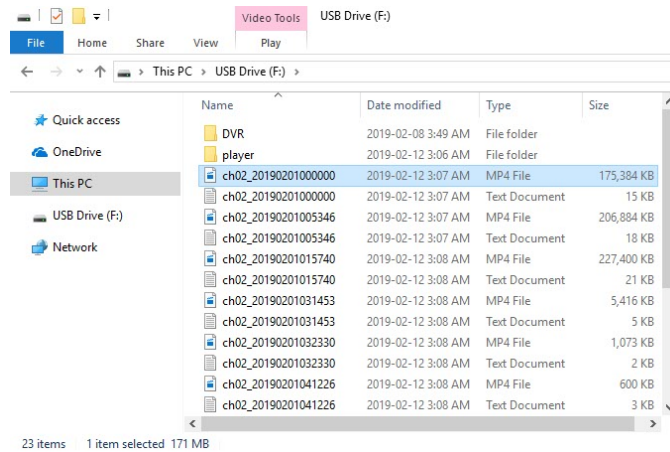 Video Tools USB Drive (F:)
File Home Share View Play
This PC > USB Drive (F:) >
Name Date modified Type Size
Quick access
OneDrive
This PC
USB Drive (F:)
Network
DVR 2019-02-08 3:49 AM File folder
player 2019-02-12 3:06 AM File folder
ch02_20190201000000 2019-02-12 3:07 AM MP4 File 175,384 KB
ch02_20190201000000 2019-02-12 3:07 AM Text Document 15 KB
ch02_20190201005346 2019-02-12 3:07 AM MP4 File 206,884 KB
ch02_20190201005346 2019-02-12 3:07 AM Text Document 18 KB
ch02_20190201015740 2019-02-12 3:08 AM MP4 File 227,400 KB
ch02_20190201015740 2019-02-12 3:08 AM Text Document 21 KB
ch02_20190201031453 2019-02-12 3:08 AM MP4 File 5,416 KB
ch02_20190201031453 2019-02-12 3:08 AM Text Document 5 KB
ch02_20190201032330 2019-02-12 3:08 AM MP4 File 1,073 KB
ch02_20190201032330 2019-02-12 3:08 AM Text Document 2 KB
ch02_20190201041226 2019-02-12 3:08 AM MP4 File 600 KB
ch02_20190201041226 2019-02-12 3:08 AM Text Document 3 KB
23 items 1 item selected 171 MB